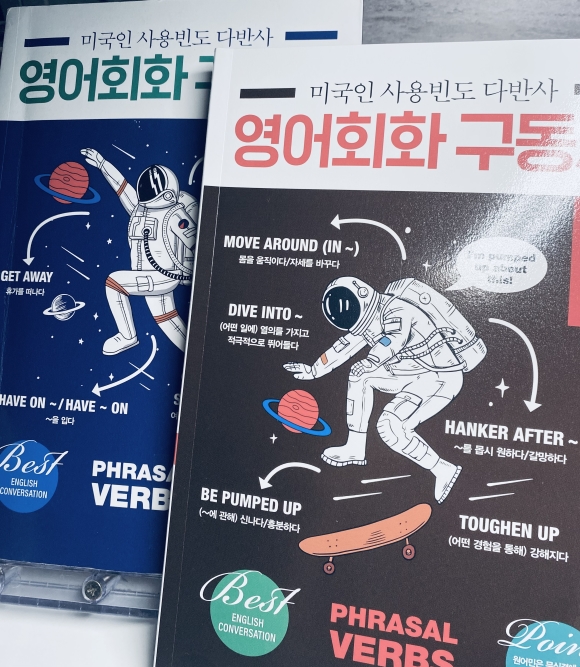 미국인 사용빈도 다반사
영어회화
GET AWAY
휴가를 떠나다
HAVE ON ~/HAVE ~ ON
~을 입다
Best
ENGLISH
CONVERSATION
PHRASAL
VERBS
미국인 사용빈도 다반사
영어회화 구동
MOVE AROUND (IN ~)
몸을 움직이다/자세를 바꾸다
I'm pumped
up about
this!
DIVE INTO ~
(어떤 일에) 열의를 가지고
적극적으로 뛰어들다
HANKER AFTER ~
~를 몹시 원하다/갈망하다
BE PUMPED UP
(~에 관해) 신나다/흥분하다
TOUGHEN UP
(어떤 경험을 통해) 강해지다
Best
ENGLISH
CONVERSATION
PHRASAL
VERBS
Poin
원어민은